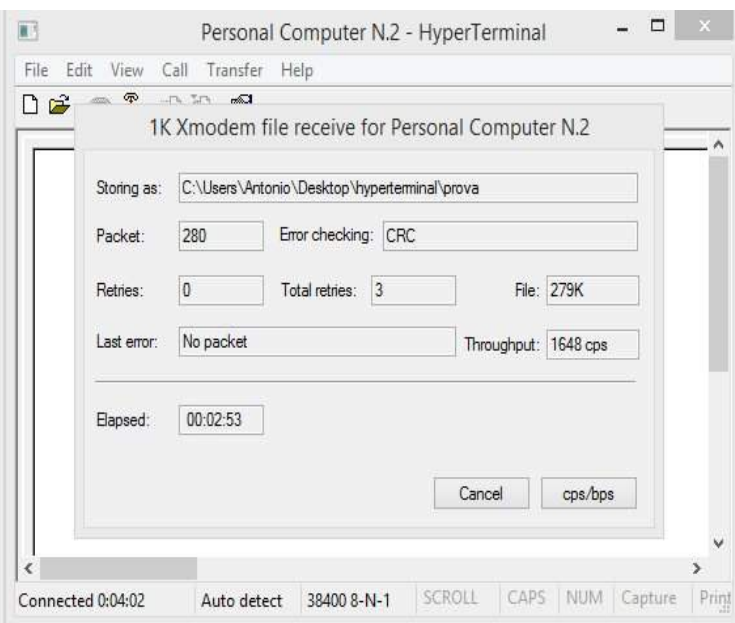 Personal Computer N.2 - HyperTerminal
File Edit View Call Transfer Help
1K Xmodem file receive for Personal Computer N.2
Storing as: C:\Users\Antonio\Desktop\hyperterminal\prova
Packet: 280 Error checking: CRC
Retries: 0 Total retries: 3 File: 279K
Last error: No packet Throughput: 1648 cps
Elapsed: 00:02:53
Cancel cps/bps
Connected 0:04:02 Auto detect 38400 8-N-1 SCROLL CAPS NUM Capture Print